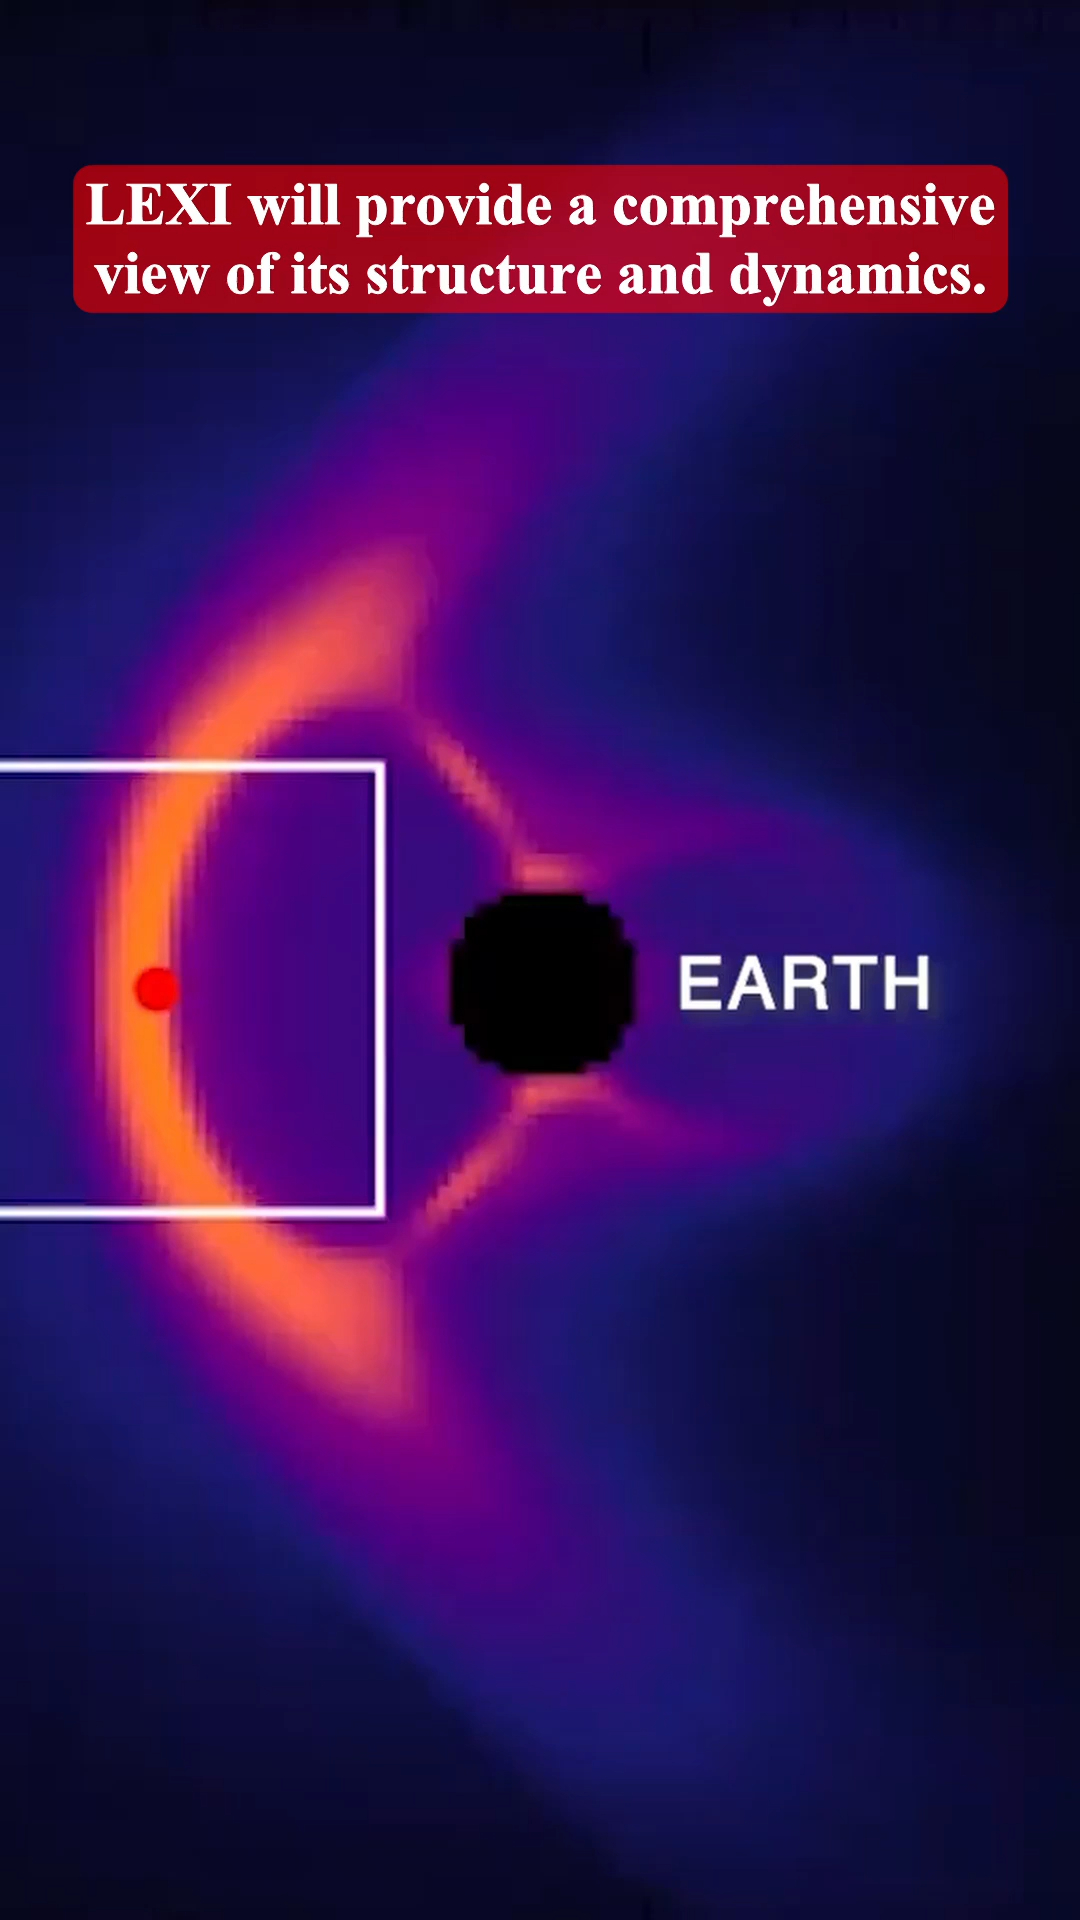 LEXI will provide a comprehensive
view of its structure and dynamics.
EARTH